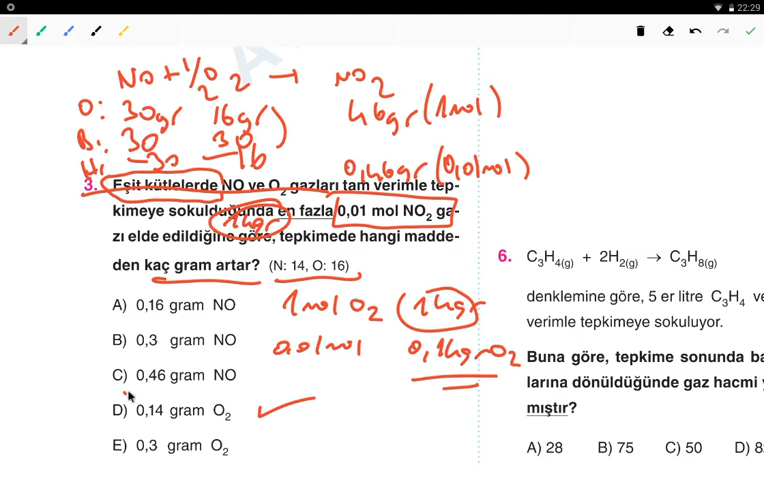 22:29
NO + 1/2 O2 → NO2
Ö: 30gr 16gr 46gr (1mol)
B: 30 30
H: -30 -16 0,46gr (0,01mol)
3. Eşit kütlelerde NO ve O2 gazları tam verimle tep-
kimeye sokulduğunda en fazla 0,01 mol NO2 ga-
14gr
zı elde edildiğine göre, tepkimede hangi madde-
den kaç gram artar? (N: 14, O: 16)
A) 0,16 gram NO
B) 0,3 gram NO
C) 0,46 gram NO
D) 0,14 gram O2
E) 0,3 gram O2
1mol O2 (14gr
0,01mol 0,14gr O2
6. C3H4(g) + 2H2(g) → C3H8(g)
denklemine göre, 5 er litre C3H4 ve
verimle tepkimeye sokuluyor.
Buna göre, tepkime sonunda ba
larına dönüldüğünde gaz hacmi
mıştır?
A) 28 B) 75 C) 50 D) 8